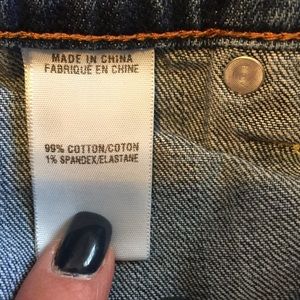 MADE IN CHINA
FABRIQUÉ EN CHINE
99% COTTON/COTON
1% SPANDEX/ELASTANE